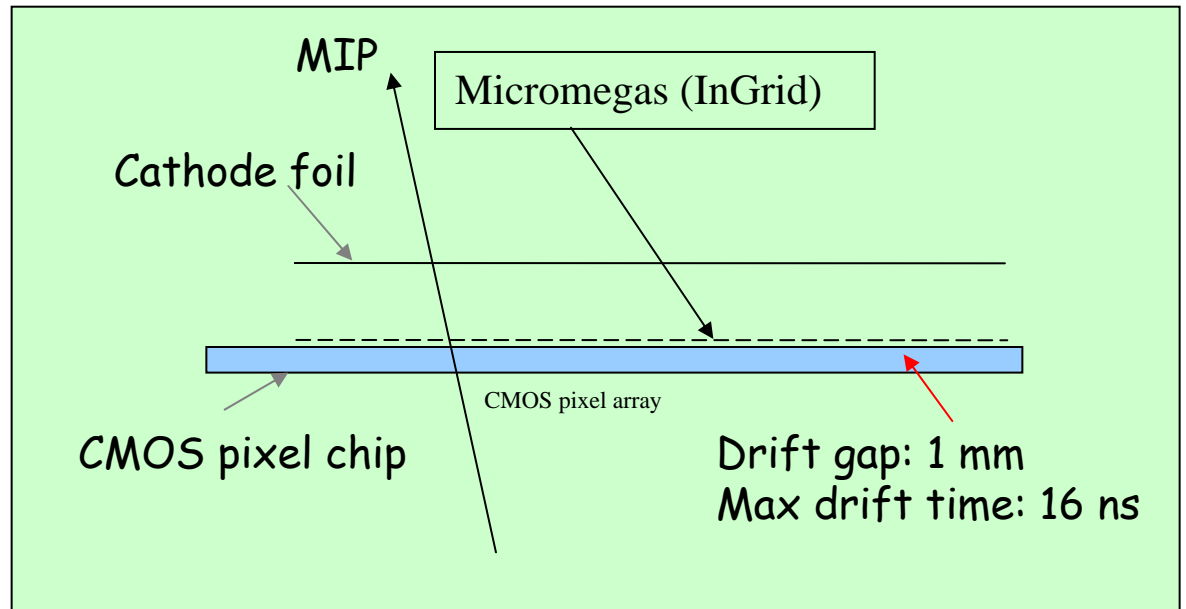 MIP
Micromegas (InGrid)
Cathode foil
CMOS pixel array
CMOS pixel chip
Drift gap: 1 mm
Max drift time: 16 ns